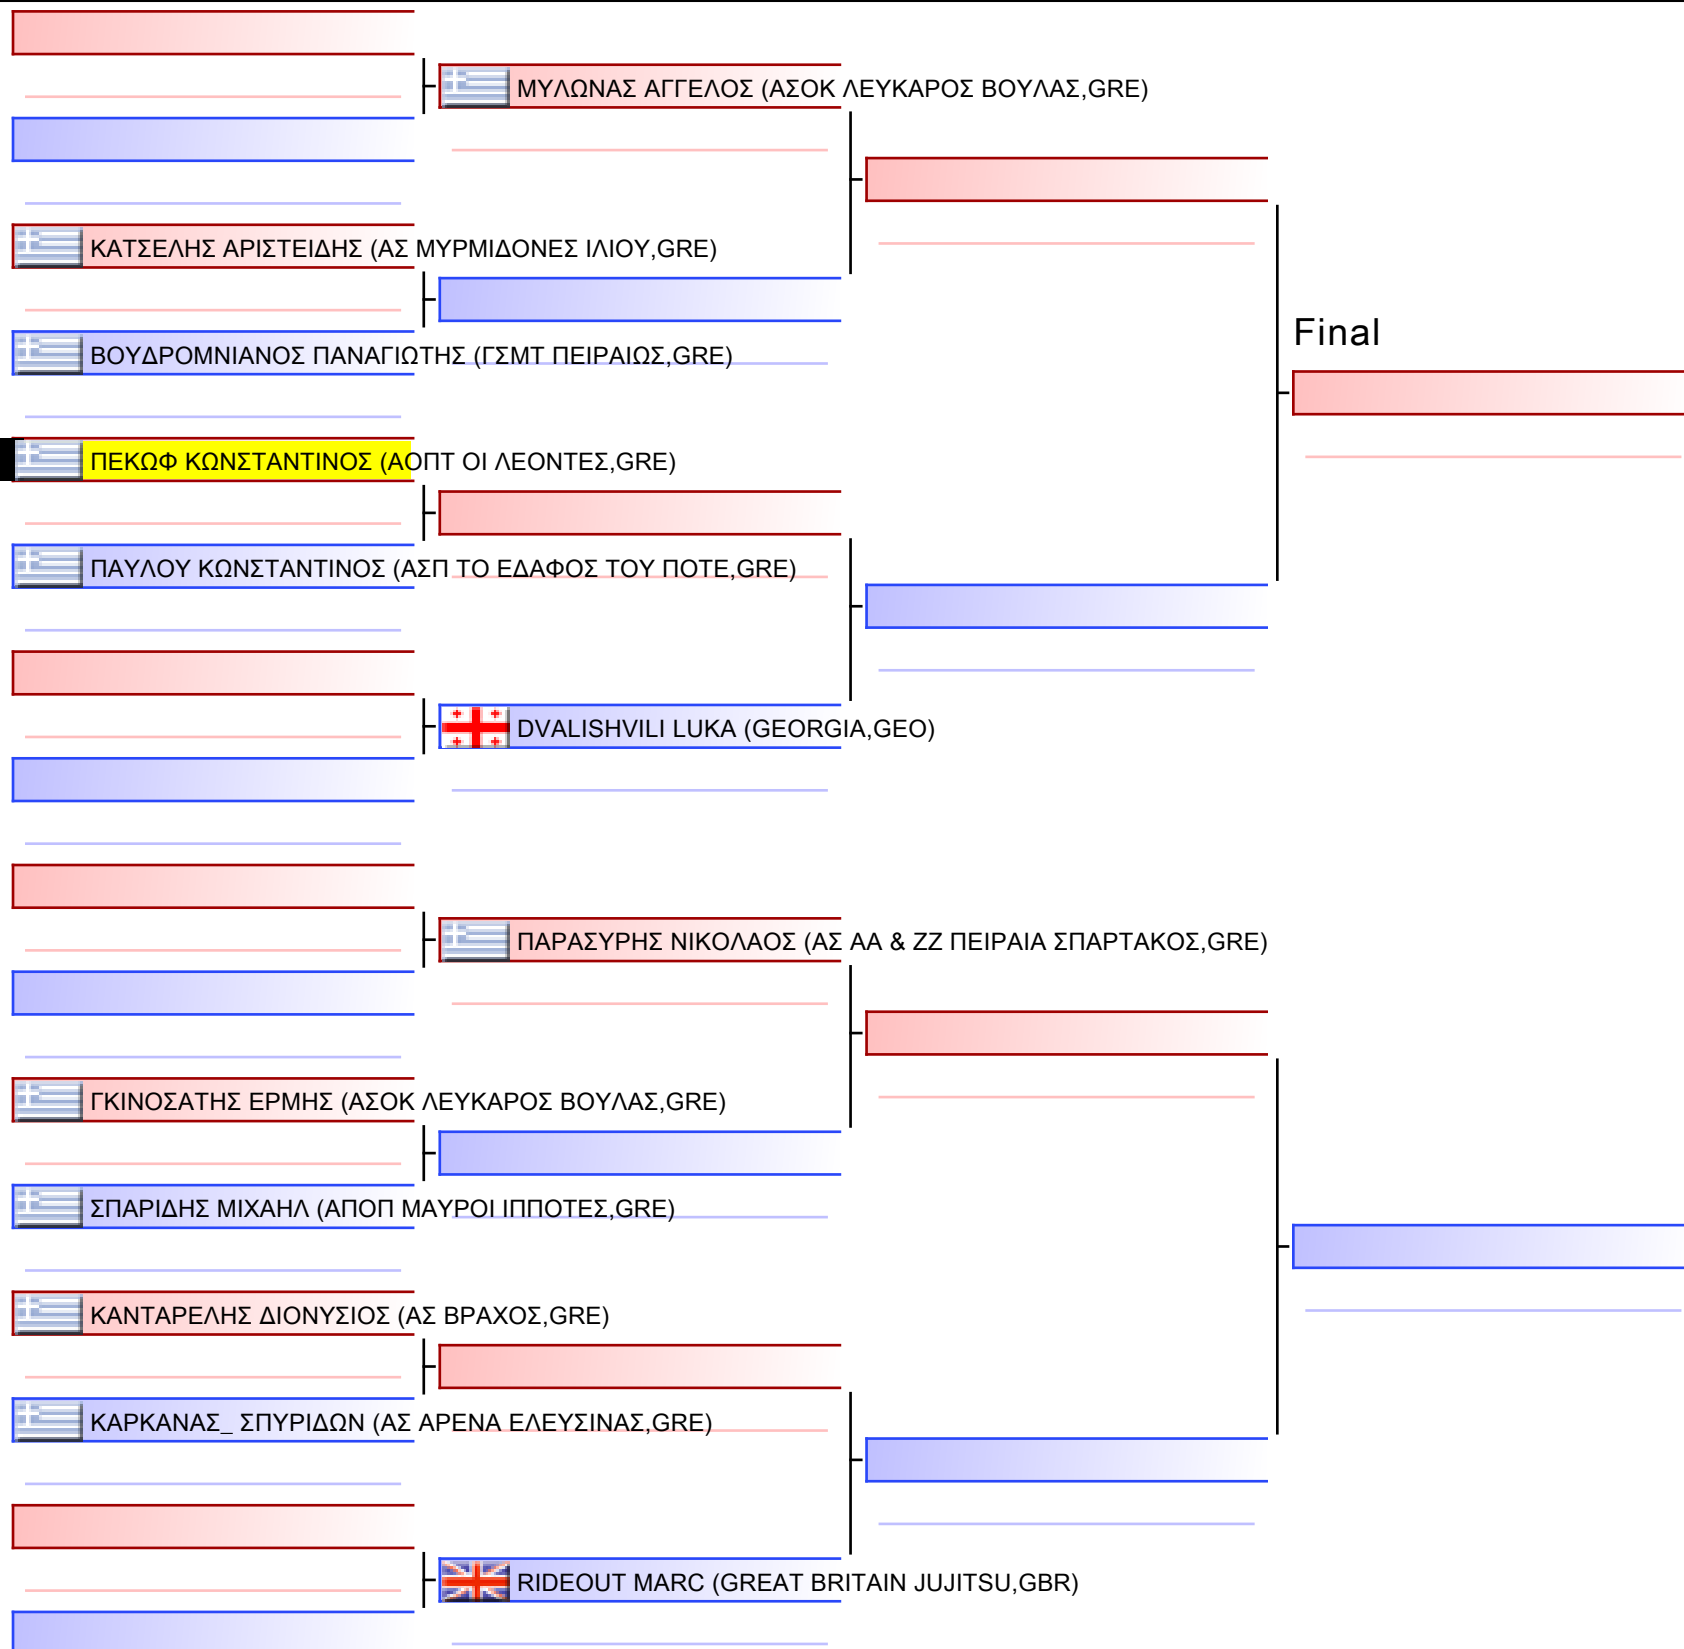 ΜΥΛΩΝΑΣ ΑΓΓΕΛΟΣ (ΑΣΟΚ ΛΕΥΚΑΡΟΣ ΒΟΥΛΑΣ,GRE)
ΚΑΤΣΕΛΗΣ ΑΡΙΣΤΕΙΔΗΣ (ΑΣ ΜΥΡΜΙΔΟΝΕΣ ΙΛΙΟΥ,GRE)
Final
ΒΟΥΔΡΟΜΝΙΑΝΟΣ ΠΑΝΑΓΙΩΤΗΣ (ΓΣΜΤ ΠΕΙΡΑΙΩΣ,GRE)
ΠΕΚΩΦ ΚΩΝΣΤΑΝΤΙΝΟΣ (ΑΟΠΤ ΟΙ ΛΕΟΝΤΕΣ,GRE)
ΠΑΥΛΟΥ ΚΩΝΣΤΑΝΤΙΝΟΣ (ΑΣΠ ΤΟ ΕΔΑΦΟΣ ΤΟΥ ΠΟΤΕ,GRE)
DVALISHVILI LUKA (GEORGIA,GEO)
ΠΑΡΑΣΥΡΗΣ ΝΙΚΟΛΑΟΣ (ΑΣ ΑΑ & ΖΖ ΠΕΙΡΑΙΑ ΣΠΑΡΤΑΚΟΣ,GRE)
ΓΚΙΝΟΣΑΤΗΣ ΕΡΜΗΣ (ΑΣΟΚ ΛΕΥΚΑΡΟΣ ΒΟΥΛΑΣ,GRE)
ΣΠΑΡΙΔΗΣ ΜΙΧΑΗΛ (ΑΠΟΠ ΜΑΥΡΟΙ ΙΠΠΟΤΕΣ,GRE)
ΚΑΝΤΑΡΕΛΗΣ ΔΙΟΝΥΣΙΟΣ (ΑΣ ΒΡΑΧΟΣ,GRE)
ΚΑΡΚΑΝΑΣ_ ΣΠΥΡΙΔΩΝ (ΑΣ ΑΡΕΝΑ ΕΛΕΥΣΙΝΑΣ,GRE)
RIDEOUT MARC (GREAT BRITAIN JUJITSU,GBR)